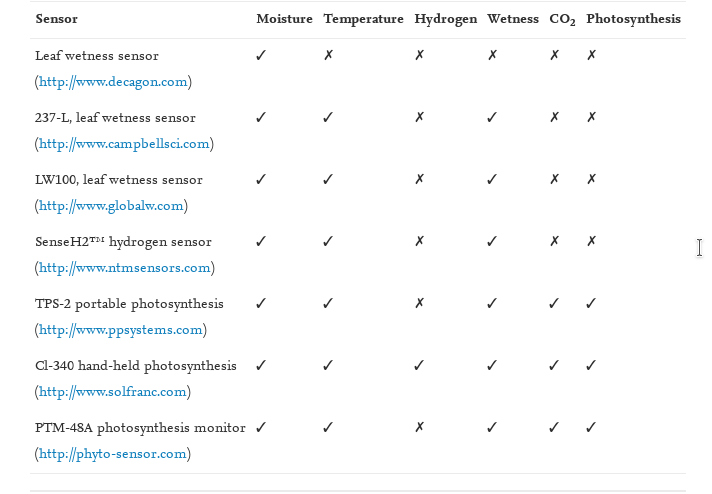 Sensor Moisture Temperature Hydrogen Wetness CO₂ Photosynthesis
Leaf wetness sensor ✓ ✗ ✗ ✗ ✗ ✗
(http://www.decagon.com)
237-L, leaf wetness sensor ✓ ✓ ✗ ✓ ✗ ✗
(http://www.campbellsci.com)
LW100, leaf wetness sensor ✓ ✓ ✗ ✓ ✗ ✗
(http://www.globalw.com)
SenseH2™ hydrogen sensor ✓ ✓ ✗ ✓ ✗ ✗
(http://www.ntmsensors.com)
TPS-2 portable photosynthesis ✓ ✓ ✗ ✓ ✓ ✓
(http://www.ppsystems.com)
Cl-340 hand-held photosynthesis ✓ ✓ ✓ ✓ ✓ ✓
(http://www.solfranc.com)
PTM-48A photosynthesis monitor ✓ ✓ ✗ ✓ ✓ ✓
(http://phyto-sensor.com)